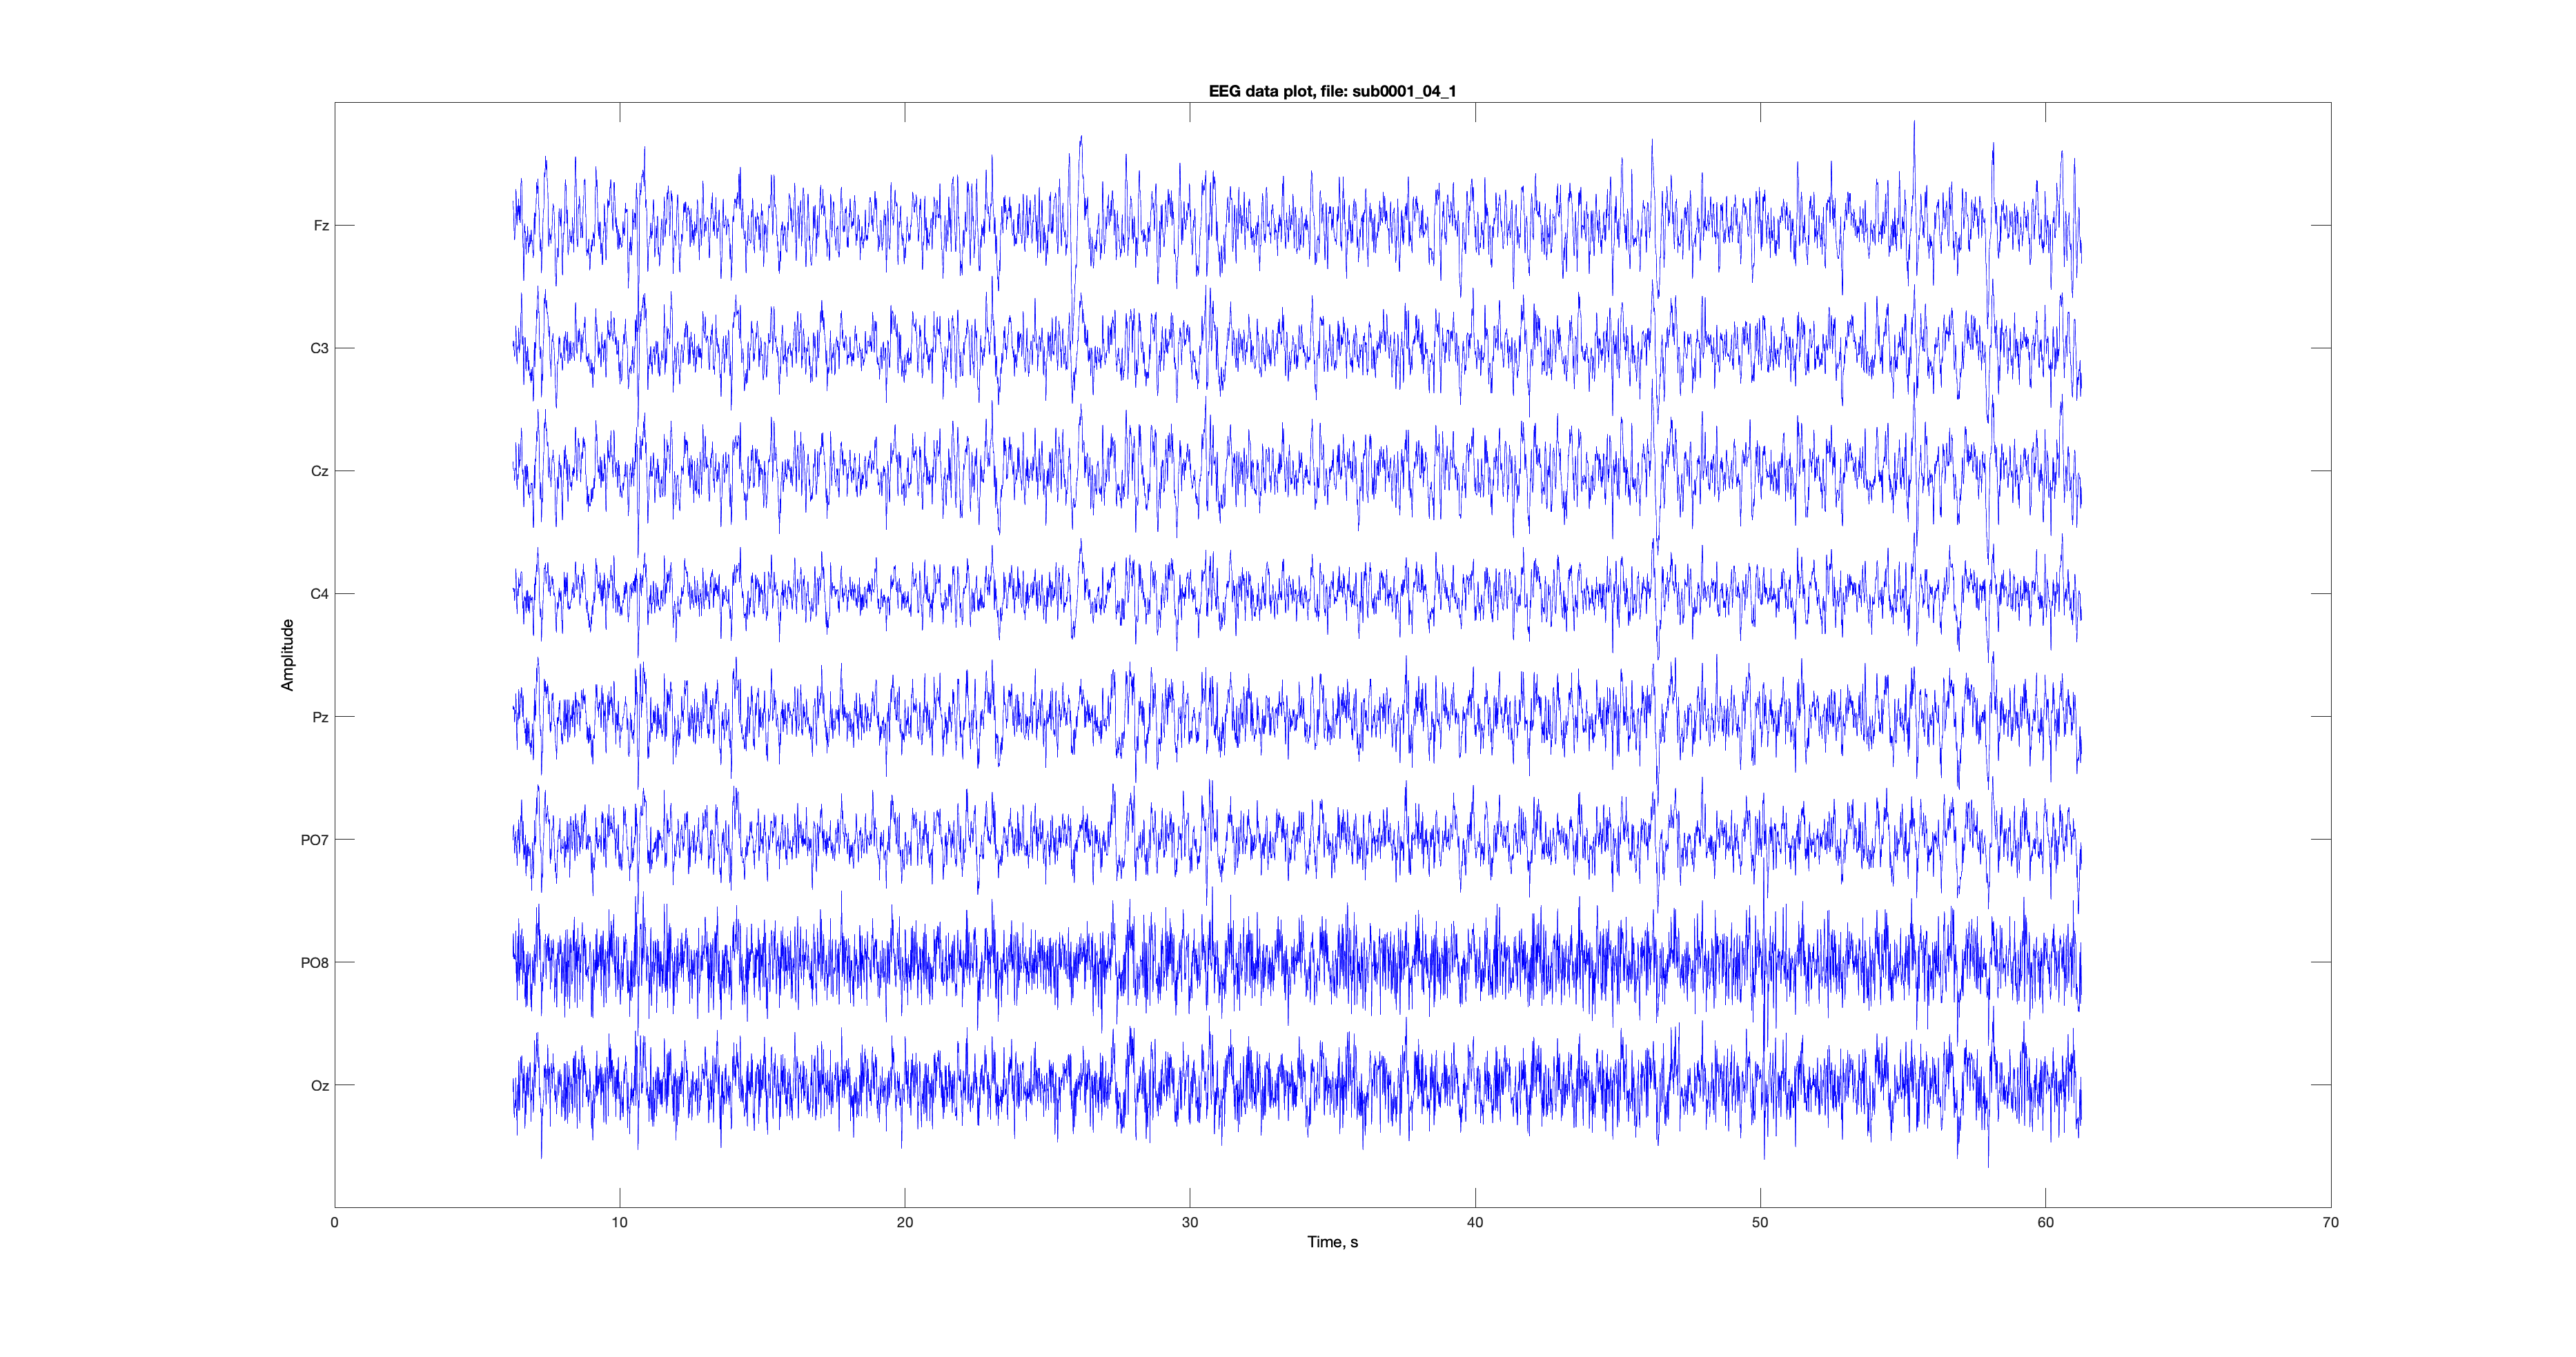 EEG data plot, file: sub0001_04_1
Amplitude
Fz
C3
Cz
C4
Pz
PO7
PO8
Oz
0 10 20 30 40 50 60 70
Time, s